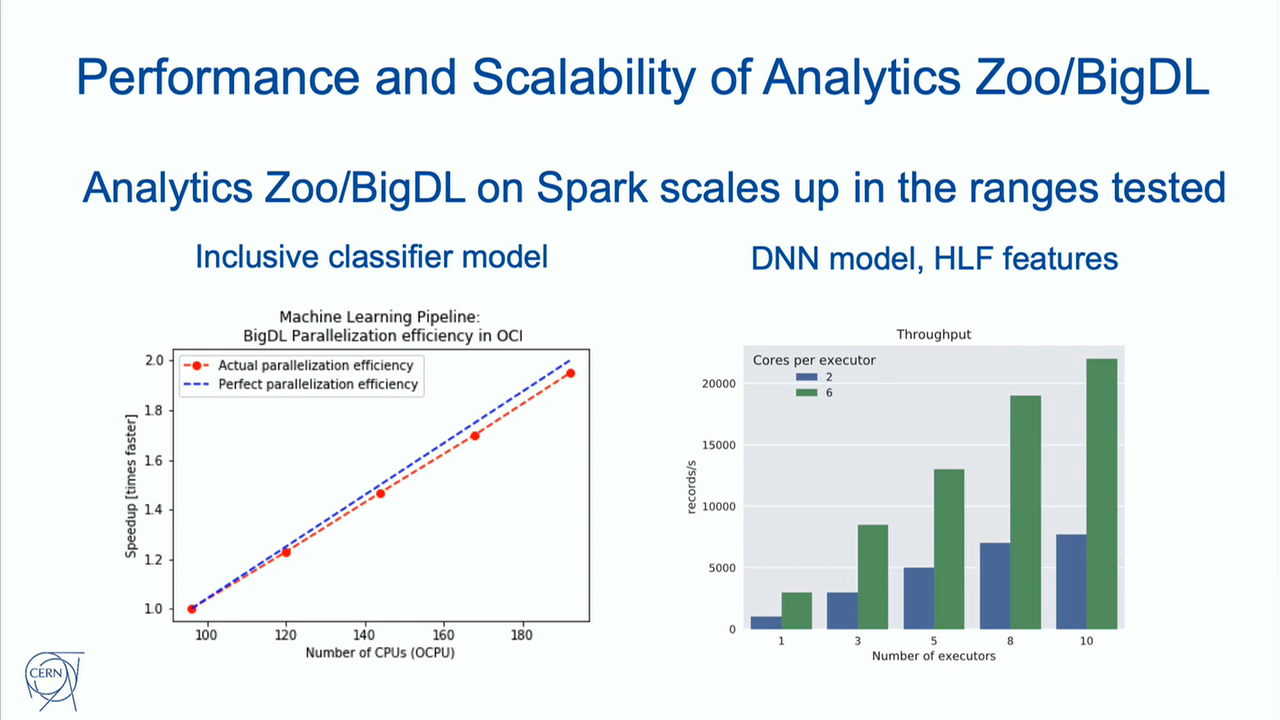 Performance and Scalability of Analytics Zoo/BigDL
Analytics Zoo/BigDL on Spark scales up in the ranges tested
Inclusive classifier model
Machine Learning Pipeline:
BigDL Parallelization efficiency in OCI
Actual parallelization efficiency
Perfect parallelization efficiency
Speedup [times faster]
2.0
1.8
1.6
1.4
1.2
1.0
100
120
140
160
180
Number of CPUs (OCPU)
DNN model, HLF features
Throughput
Cores per executor
2
6
records/s
20000
15000
10000
5000
0
1
3
5
8
10
Number of executors
CERN